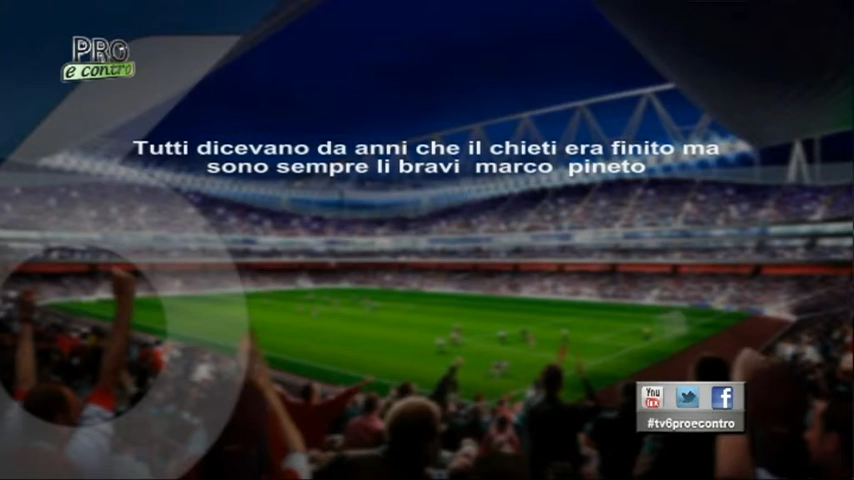 PRO
e contro
Tutti dicevano da anni che il chieti era finito ma
sono sempre li bravi marco pineto
You
f
#tv6proecontro